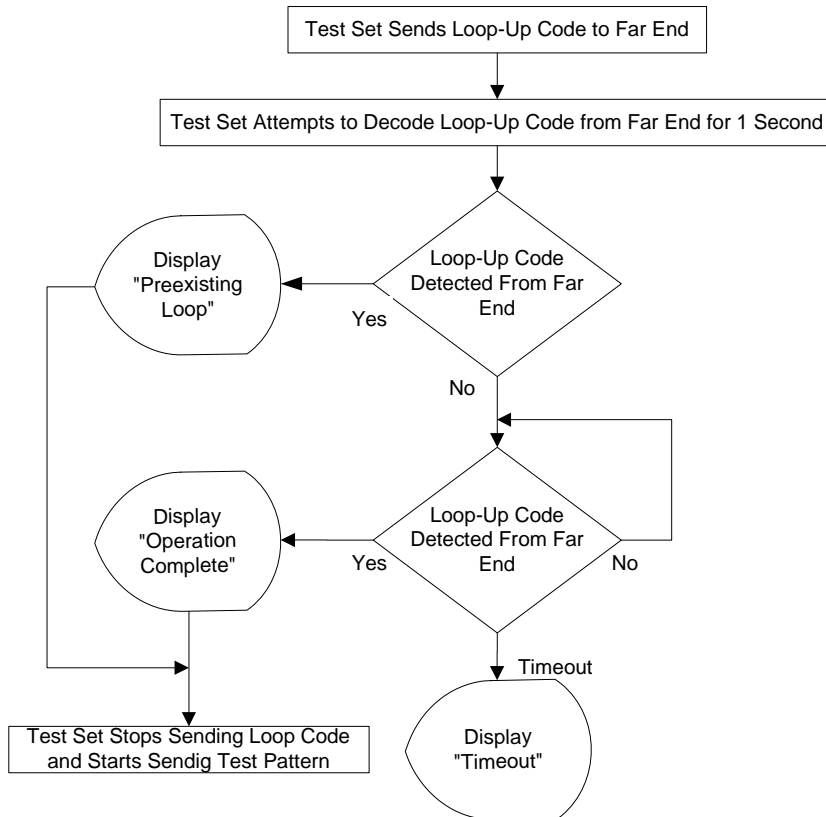 Test Set Sends Loop-Up Code to Far End
Test Set Attempts to Decode Loop-Up Code from Far End for 1 Second
Loop-Up Code
Detected From Far
End
Yes
Display
"Preexisting
Loop"
No
Loop-Up Code
Detected From Far
End
Yes
No
Display
"Operation
Complete"
Timeout
Display
"Timeout"
Test Set Stops Sending Loop Code
and Starts Sendig Test Pattern